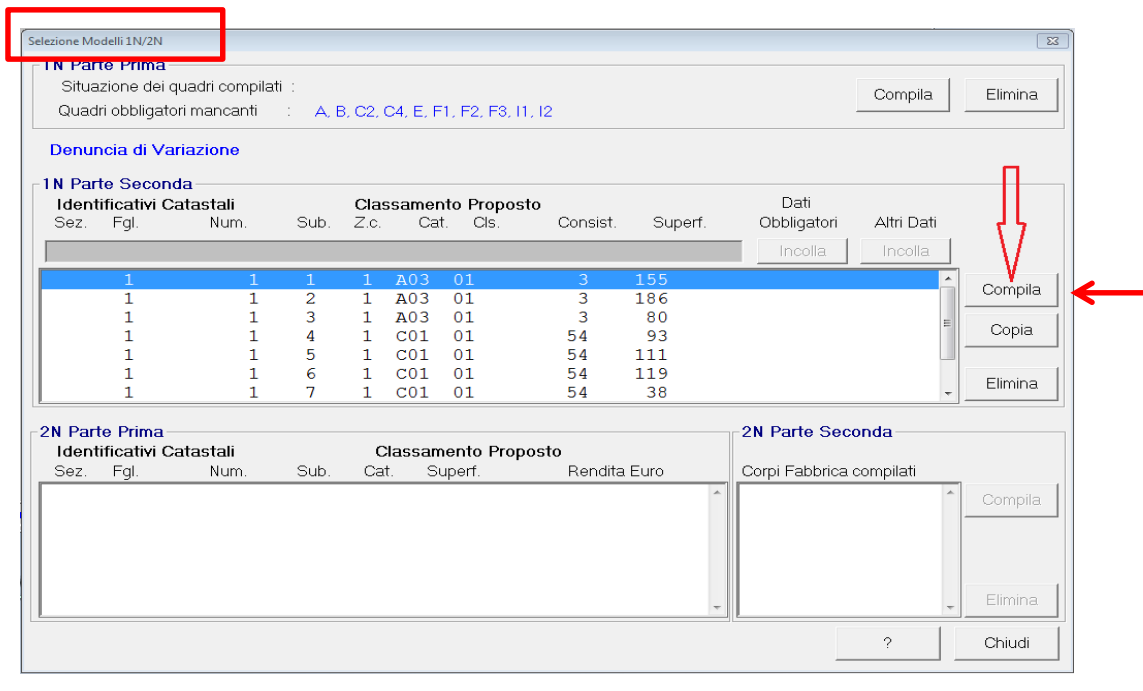 Selezione Modelli 1N/2N
1N Parte Prima
Situazione dei quadri compilati :
Quadri obbligatori mancanti : A, B, C2, C4, E, F1, F2, F3, I1, I2
Compila Elimina
Denuncia di Variazione
1N Parte Seconda
Identificativi Catastali Classamento Proposto Dati
Sez. Fgl. Num. Sub. Z.c. Cat. Cls. Consist. Superf. Obbligatori Altri Dati
Incolla Incolla
1 1 1 1 A03 01 3 155
1 1 2 1 A03 01 3 186
1 1 3 1 A03 01 3 80
1 1 4 1 C01 01 54 93
1 1 5 1 C01 01 54 111
1 1 6 1 C01 01 54 119
1 1 7 1 C01 01 54 38
Compila
Copia
Elimina
2N Parte Prima
Identificativi Catastali Classamento Proposto
Sez. Fgl. Num. Sub. Cat. Superf. Rendita Euro
2N Parte Seconda
Corpi Fabbrica compilati
Compila
Elimina
? Chiudi